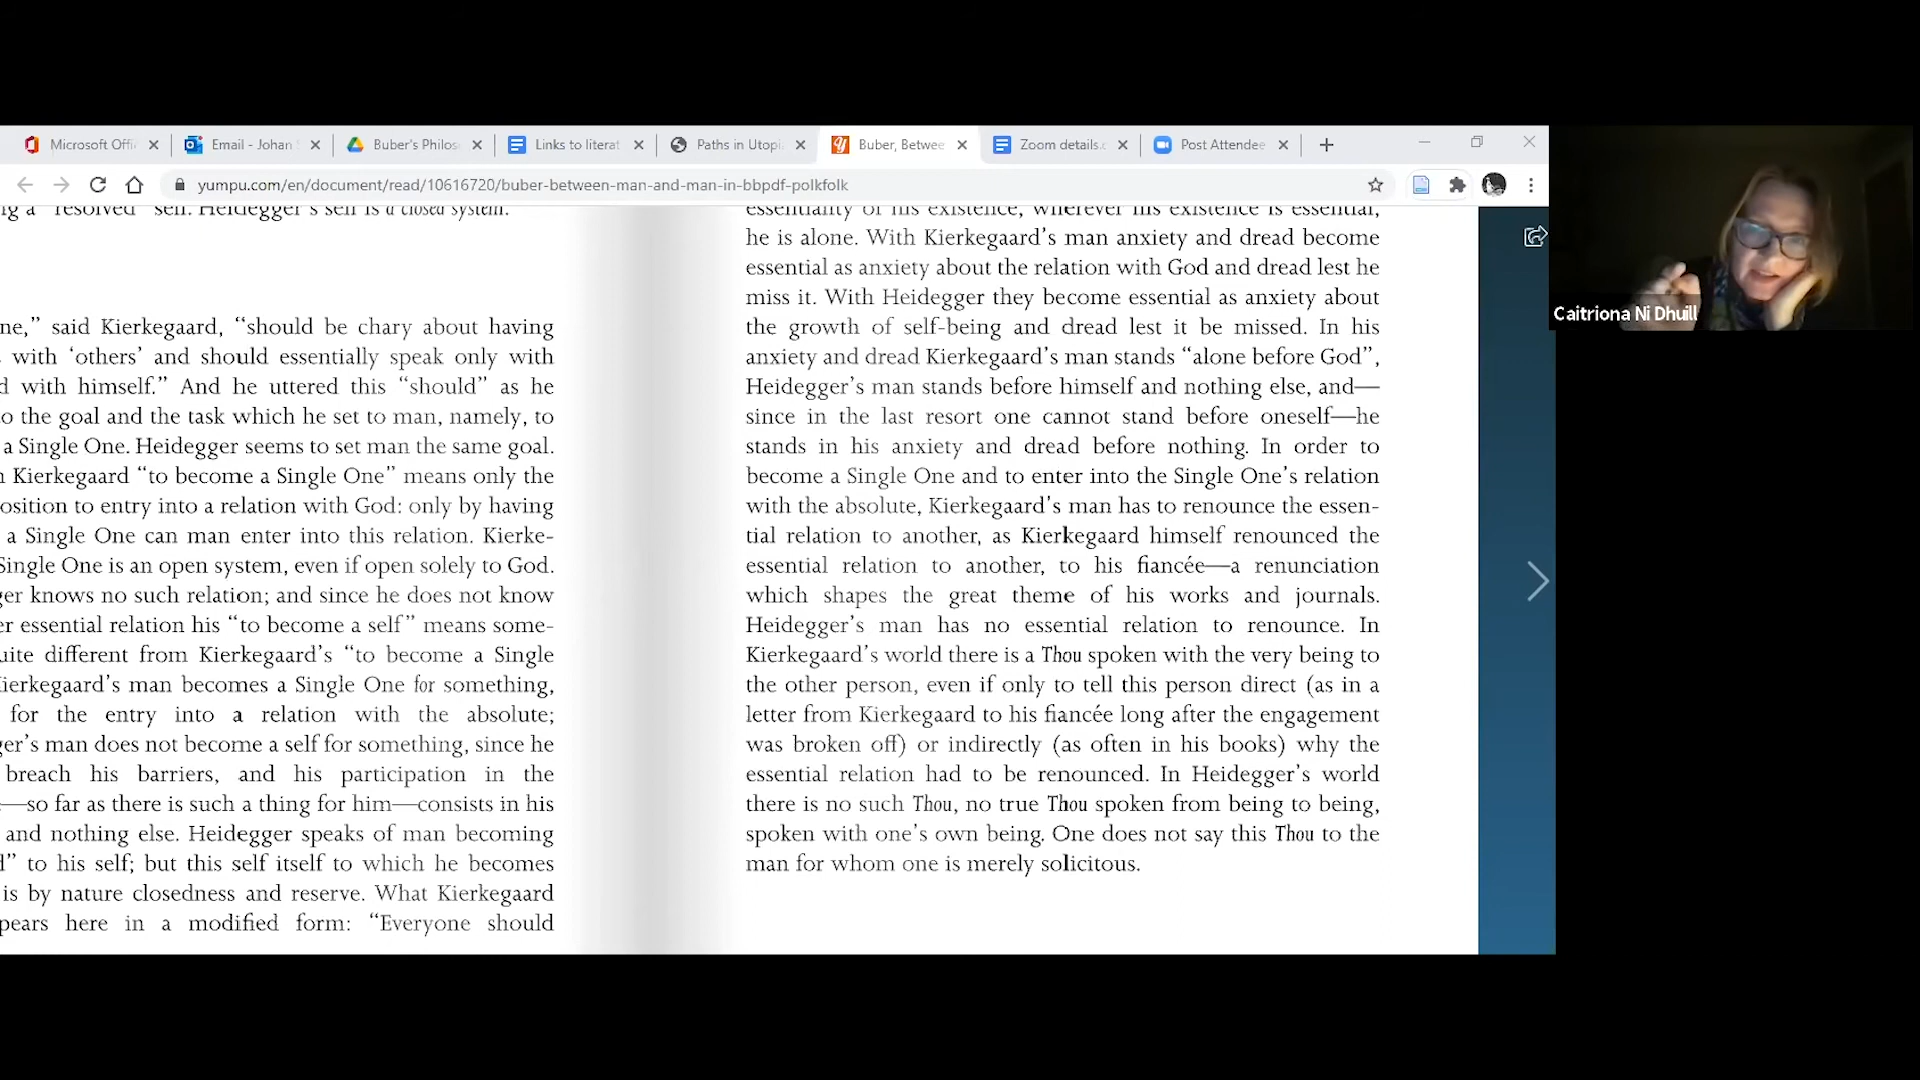 Microsoft Offi
Email - Johan S
Buber's Philos
Links to literat
Paths in Utopi
Buber, Betwee
Zoom details.c
Post Attendee
yumpu.com/en/document/read/10616720/buber-between-man-and-man-in-bbpdf-polkfolk
ng a "resolved" self. Heidegger's self is a closed system.
ne," said Kierkegaard, "should be chary about having
with 'others' and should essentially speak only with
d with himself." And he uttered this "should" as he
o the goal and the task which he set to man, namely, to
a Single One. Heidegger seems to set man the same goal.
n Kierkegaard "to become a Single One" means only the
osition to entry into a relation with God: only by having
a Single One can man enter into this relation. Kierke-
Single One is an open system, even if open solely to God.
ger knows no such relation; and since he does not know
er essential relation his "to become a self" means some-
uite different from Kierkegaard's "to become a Single
Kierkegaard's man becomes a Single One for something,
for the entry into a relation with the absolute;
ger's man does not become a self for something, since he
breach his barriers, and his participation in the
—so far as there is such a thing for him—consists in his
and nothing else. Heidegger speaks of man becoming
d" to his self; but this self itself to which he becomes
is by nature closedness and reserve. What Kierkegaard
pears here in a modified form: "Everyone should
essentiality of his existence, wherever his existence is essential,
he is alone. With Kierkegaard's man anxiety and dread become
essential as anxiety about the relation with God and dread lest he
miss it. With Heidegger they become essential as anxiety about
the growth of self-being and dread lest it be missed. In his
anxiety and dread Kierkegaard's man stands "alone before God",
Heidegger's man stands before himself and nothing else, and—
since in the last resort one cannot stand before oneself—he
stands in his anxiety and dread before nothing. In order to
become a Single One and to enter into the Single One's relation
with the absolute, Kierkegaard's man has to renounce the essen-
tial relation to another, as Kierkegaard himself renounced the
essential relation to another, to his fiancée—a renunciation
which shapes the great theme of his works and journals.
Heidegger's man has no essential relation to renounce. In
Kierkegaard's world there is a Thou spoken with the very being to
the other person, even if only to tell this person direct (as in a
letter from Kierkegaard to his fiancée long after the engagement
was broken off) or indirectly (as often in his books) why the
essential relation had to be renounced. In Heidegger's world
there is no such Thou, no true Thou spoken from being to being,
spoken with one's own being. One does not say this Thou to the
man for whom one is merely solicitous.
Caitriona Ni Dhuill